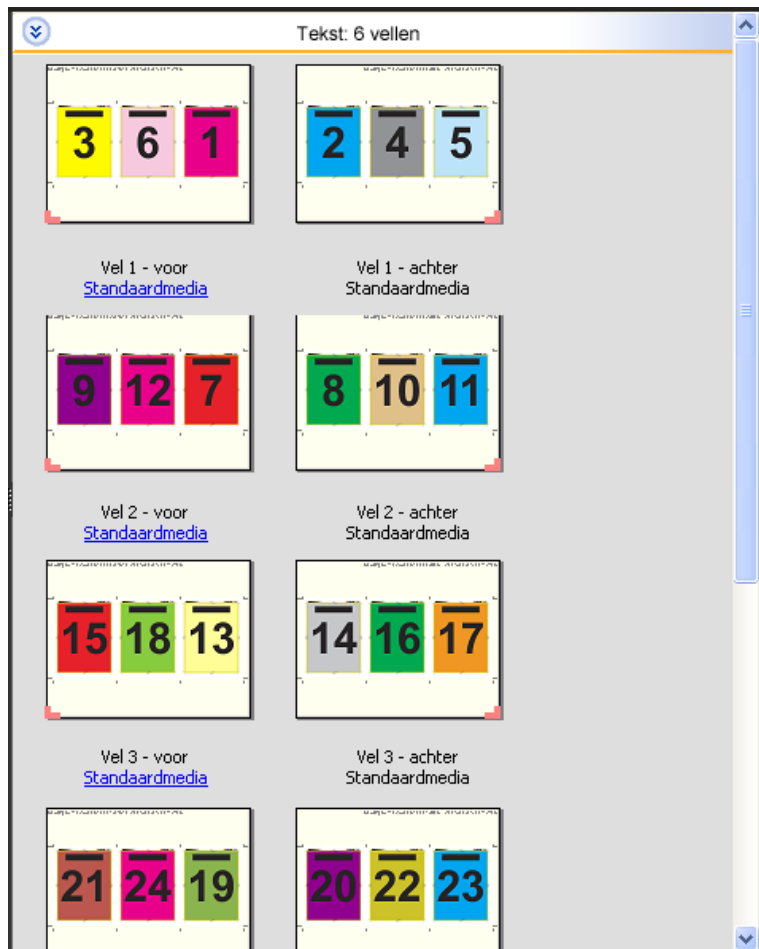 Tekst: 6 vellen
3 6 1
2 4 5
Vel 1 - voor
Standaardmedia
Vel 1 - achter
Standaardmedia
9 12 7
8 10 11
Vel 2 - voor
Standaardmedia
Vel 2 - achter
Standaardmedia
15 18 13
14 16 17
Vel 3 - voor
Standaardmedia
Vel 3 - achter
Standaardmedia
21 24 19
20 22 23